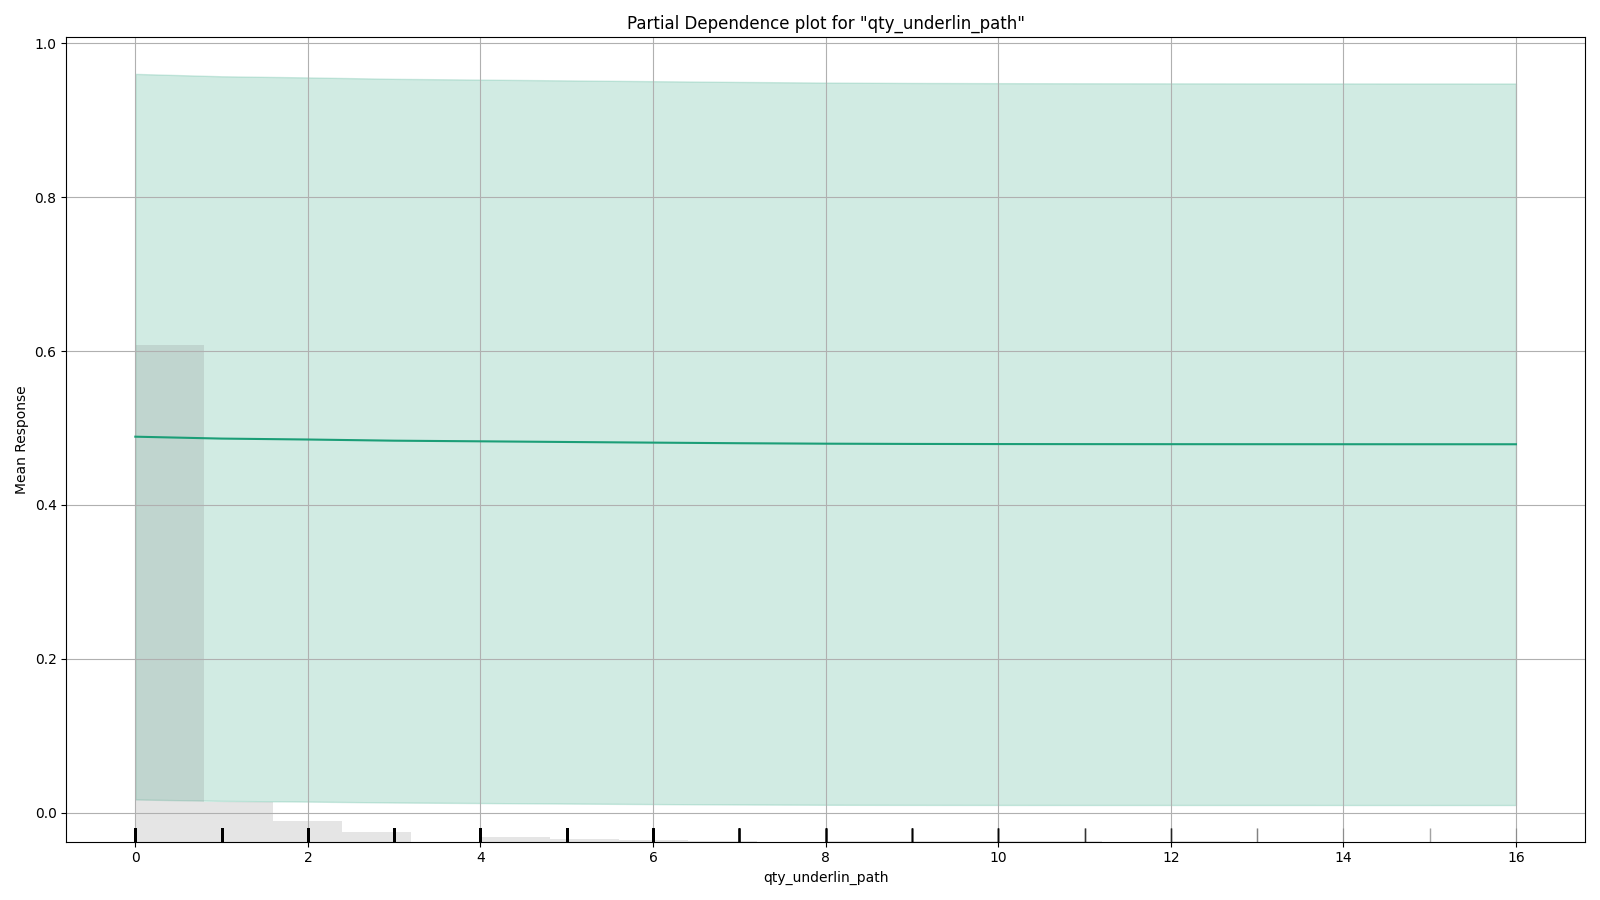 Partial Dependence plot for "qty_underlin_path"
1.0
0.8
0.6
0.4
0.2
0.0
Mean Response
0 2 4 6 8 10 12 14 16
qty_underlin_path